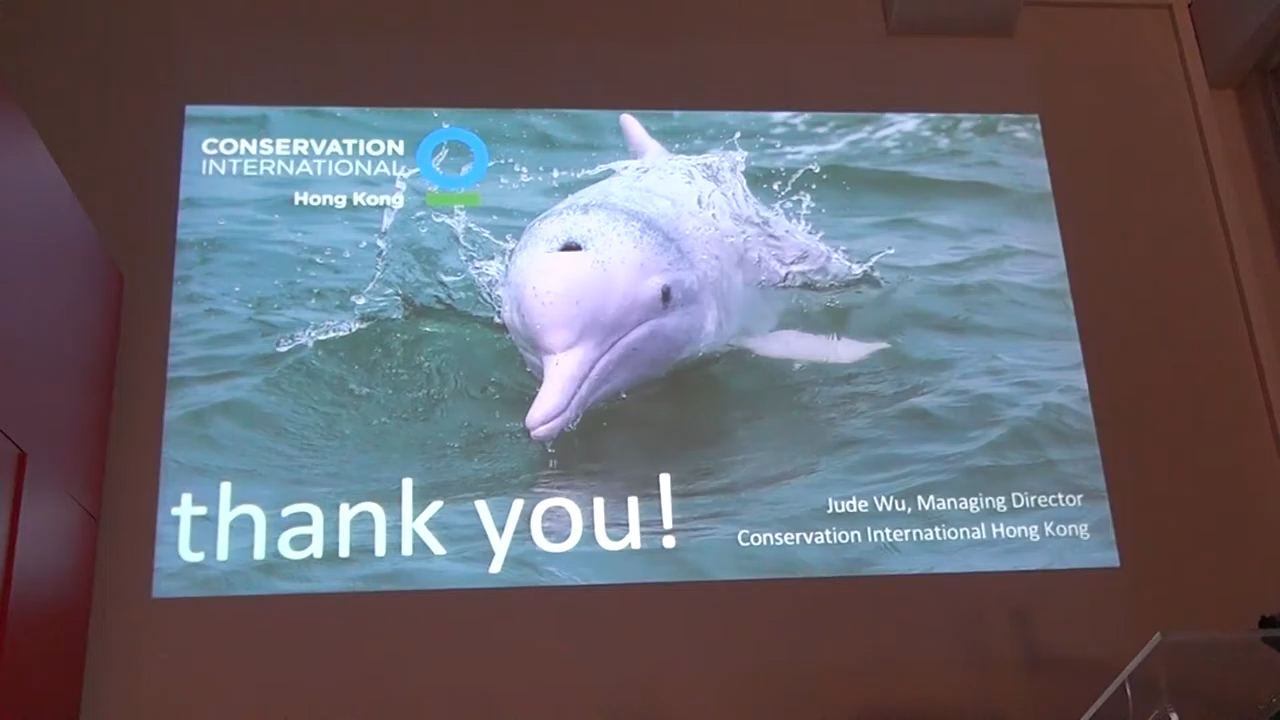 CONSERVATION
INTERNATIONAL
Hong Kong
thank you!
Jude Wu, Managing Director
Conservation International Hong Kong